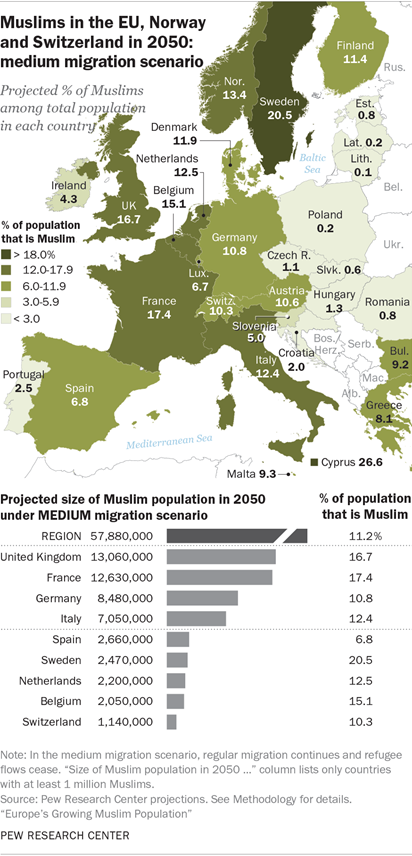 Muslims in the EU, Norway
and Switzerland in 2050:
medium migration scenario
Projected % of Muslims
among total population
in each country
Finland
11.4
Nor.
13.4
Rus.
Sweden
20.5
Est.
0.8
Denmark
11.9
Baltic
Sea
Lat. 0.2
Lith.
0.1
Netherlands
12.5
Ireland
4.3
Belgium
15.1
Bel.
UK
16.7
Poland
0.2
% of population
that is Muslim
> 18.0%
12.0-17.9
6.0-11.9
3.0-5.9
< 3.0
Germany
10.8
Ukr.
Czech R.
1.1
Lux.
6.7
Slvk. 0.6
France
17.4
Switz.
10.3
Austria
10.6
Hungary
1.3
Romania
0.8
Slovenia
5.0
Croatia
2.0
Bos.
Herz.
Serb.
Italy
12.4
Bul.
9.2
Portugal
2.5
Spain
6.8
Mac.
Alb.
Greece
8.1
Mediterranean Sea
Cyprus 26.6
Malta 9.3
Projected size of Muslim population in 2050
under MEDIUM migration scenario
% of population
that is Muslim
REGION 57,880,000 11.2%
United Kingdom 13,060,000 16.7
France 12,630,000 17.4
Germany 8,480,000 10.8
Italy 7,050,000 12.4
Spain 2,660,000 6.8
Sweden 2,470,000 20.5
Netherlands 2,200,000 12.5
Belgium 2,050,000 15.1
Switzerland 1,140,000 10.3
Note: In the medium migration scenario, regular migration continues and refugee
flows cease. “Size of Muslim population in 2050 ...” column lists only countries
with at least 1 million Muslims.
Source: Pew Research Center projections. See Methodology for details.
“Europe’s Growing Muslim Population”
PEW RESEARCH CENTER